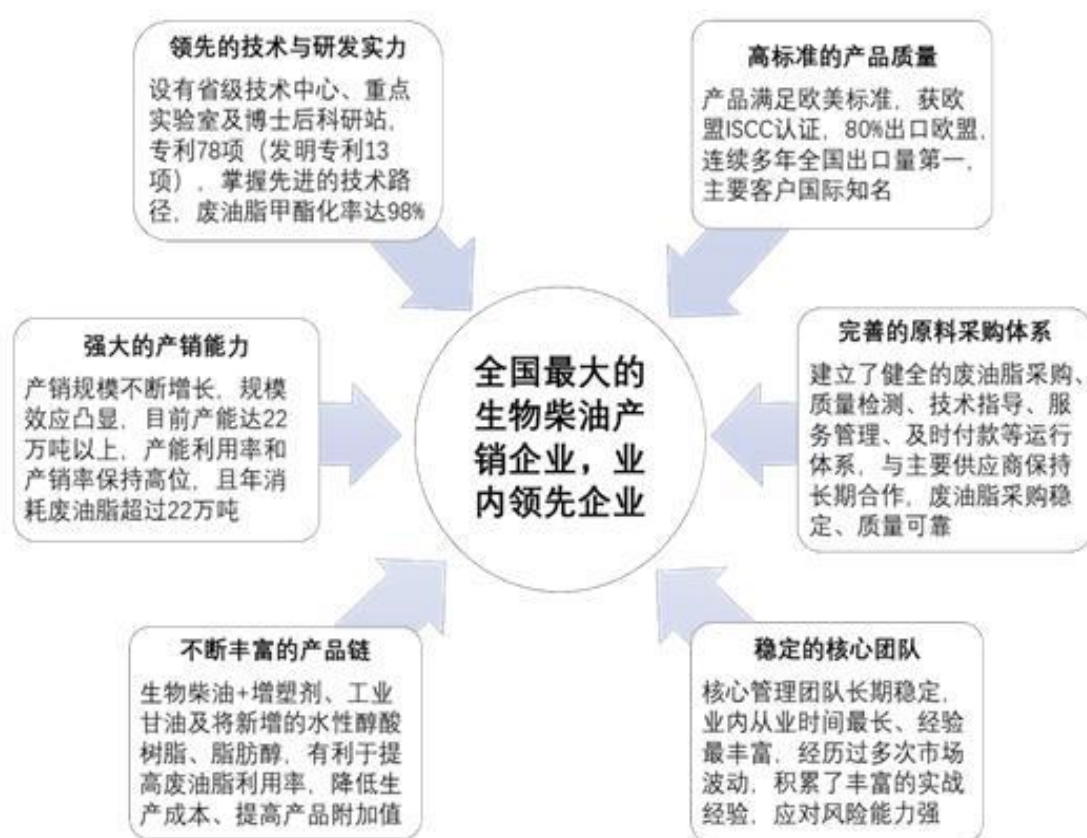 领先的技术与研发实力
设有省级技术中心、重点
实验室及博士后科研站，
专利78项（发明专利13
项），掌握先进的技术路
径，废油脂甲酯化率达98%
高标准的产品质量
产品满足欧美标准，获欧
盟ISCC认证，80%出口欧盟，
连续多年全国出口量第一，
主要客户国际知名
强大的产销能力
产销规模不断增长，规模
效应凸显，目前产能达22
万吨以上，产能利用率和
产销率保持高位，且年消
耗废油脂超过22万吨
全国最大的
生物柴油产
销企业，业
内领先企业
完善的原料采购体系
建立了健全的废油脂采购、
质量检测、技术指导、服
务管理、及时付款等运行
体系，与主要供应商保持
长期合作，废油脂采购稳
定、质量可靠
不断丰富的产品链
生物柴油+增塑剂、工业
甘油及将新增的水性醇酸
树脂、脂肪醇，有利于提
高废油脂利用率，降低生
产成本、提高产品附加值
稳定的核心团队
核心管理团队长期稳定，
业内从业时间最长、经验
最丰富，经历过多次市场
波动，积累了丰富的实战
经验，应对风险能力强